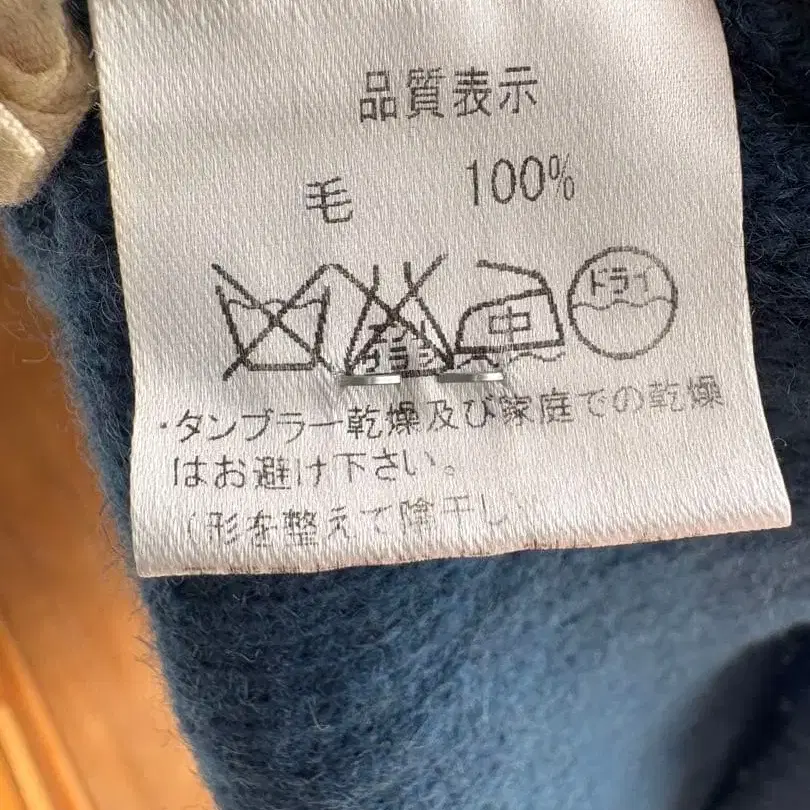 品質表示
毛 100%
中 ドライ
・タンブラー乾燥及び家庭での乾燥
はお避け下さい。
(形を整えて陰干し)